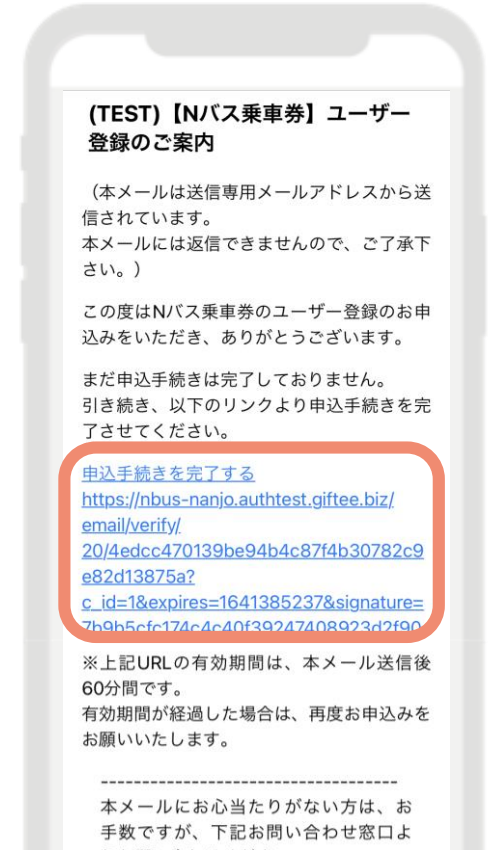 (TEST)【Nバス乗車券】ユーザー
登録のご案内
（本メールは送信専用メールアドレスから送
信されています。
本メールには返信できませんので、ご了承下
さい。）
この度はNバス乗車券のユーザー登録のお申
込みをいただき、ありがとうございます。
まだ申込手続きは完了しておりません。
引き続き、以下のリンクより申込手続きを完
了させてください。
申込手続きを完了する
https://nbus-nanjo.authtest.giftee.biz/
email/verify/
20/4edcc470139be94b4c87f4b30782c9
e82d13875a?
c_id=1&expires=1641385237&signature=
7b9b5cfc174c4c40f39247408923d2f90
※上記URLの有効期間は、本メール送信後
60分間です。
有効期間が経過した場合は、再度お申込みを
お願いいたします。
------------------------------------
本メールにお心当たりがない方は、お
手数ですが、下記お問い合わせ窓口よ